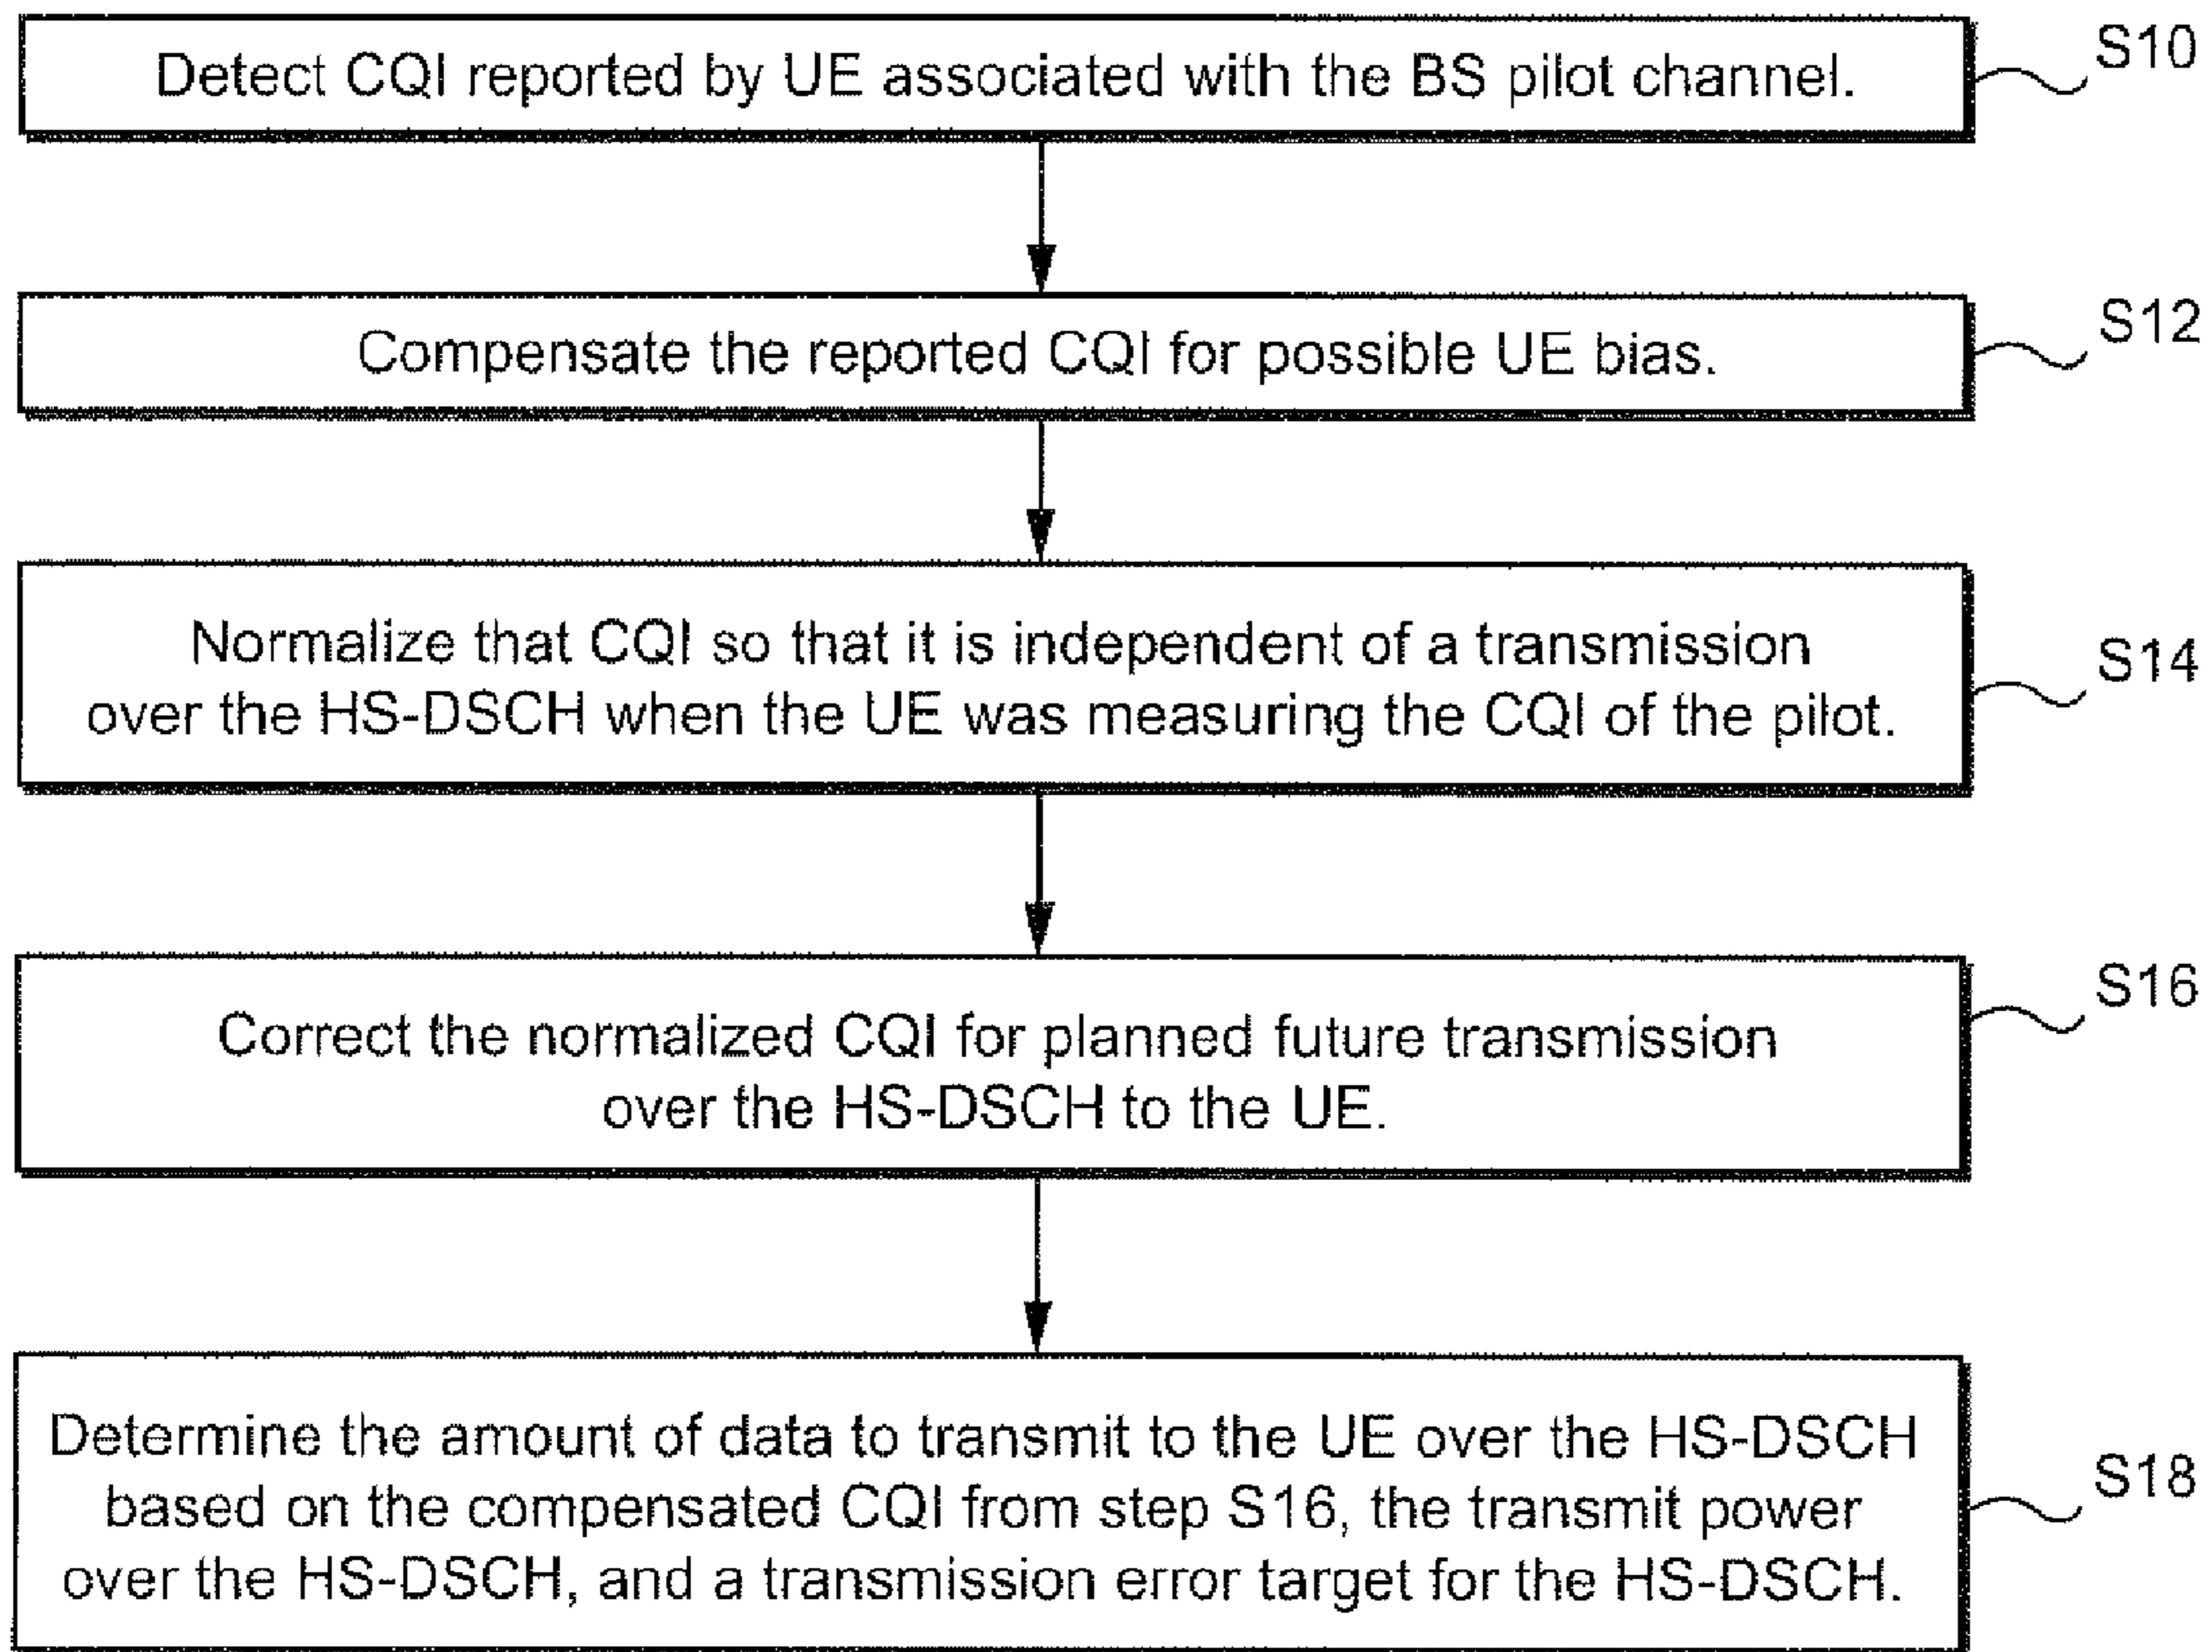 Detect CQI reported by UE associated with the BS pilot channel.
S10
Compensate the reported CQI for possible UE bias.
S12
Normalize that CQI so that it is independent of a transmission
over the HS-DSCH when the UE was measuring the CQI of the pilot.
S14
Correct the normalized CQI for planned future transmission
over the HS-DSCH to the UE.
S16
Determine the amount of data to transmit to the UE over the HS-DSCH
based on the compensated CQI from step S16, the transmit power
over the HS-DSCH, and a transmission error target for the HS-DSCH.
S18